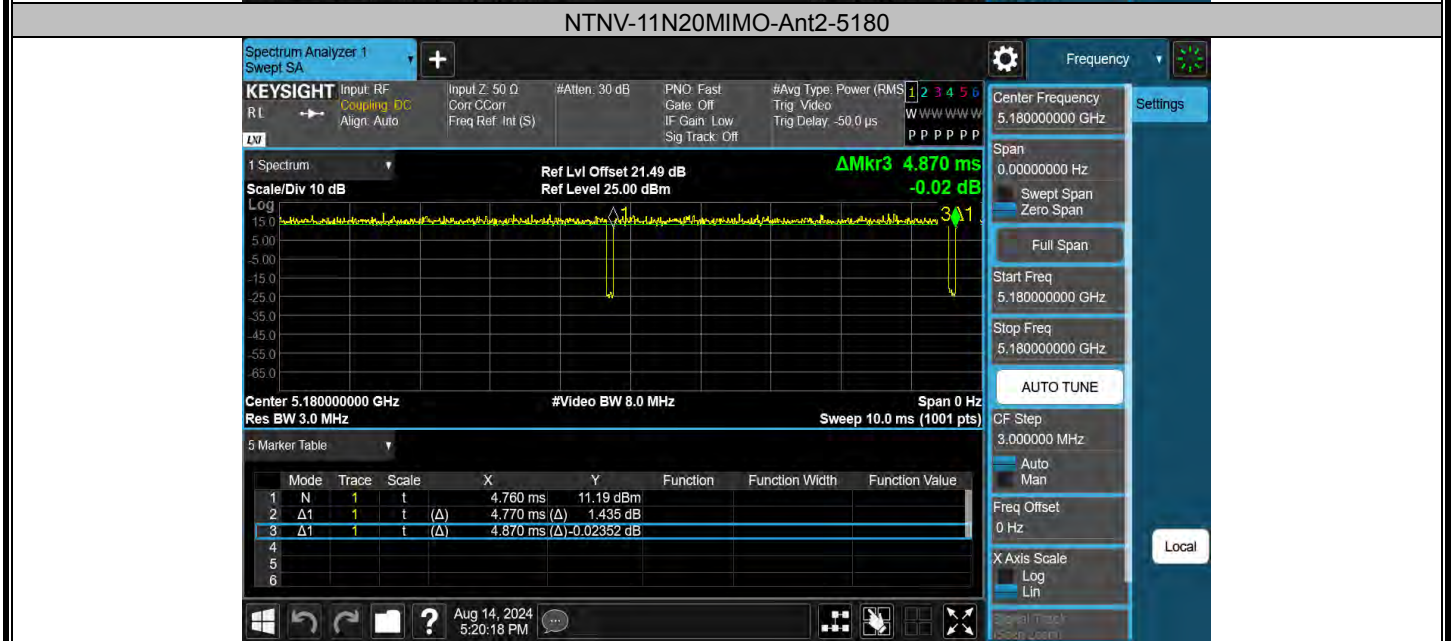 NTNV-11N20MIMO-Ant2-5180
Spectrum Analyzer 1
Swept SA
Frequency
KEYSIGHT
RL
LXI
Input: RF
Coupling: DC
Align: Auto
Input Z: 50 Ω
Corr CCorr
Freq Ref: Int (S)
#Atten: 30 dB
PNO: Fast
Gate: Off
IF Gain: Low
Sig Track: Off
#Avg Type: Power (RMS
Trig: Video
Trig Delay: -50.0 µs
1 2 3 4 5 6
W W W W W W
P P P P P P
Center Frequency
5.180000000 GHz
Settings
1 Spectrum
Scale/Div 10 dB
Ref Lvl Offset 21.49 dB
Ref Level 25.00 dBm
ΔMkr3 4.870 ms
-0.02 dB
Log
15.0
5.00
-5.00
-15.0
-25.0
-35.0
-45.0
-55.0
-65.0
1
3Δ1
Center 5.180000000 GHz
Res BW 3.0 MHz
#Video BW 8.0 MHz
Span 0 Hz
Sweep 10.0 ms (1001 pts)
Span
0.00000000 Hz
Swept Span
Zero Span
Full Span
Start Freq
5.180000000 GHz
Stop Freq
5.180000000 GHz
AUTO TUNE
CF Step
3.000000 MHz
Auto
Man
Freq Offset
0 Hz
X Axis Scale
Log
Lin
Signal Track
(Span Zoom)
Local
5 Marker Table
Mode Trace Scale X Y Function Function Width Function Value
1 N 1 t 4.760 ms 11.19 dBm
2 Δ1 1 t (Δ) 4.770 ms (Δ) 1.435 dB
3 Δ1 1 t (Δ) 4.870 ms (Δ) -0.02352 dB
4
5
6
?
Aug 14, 2024
5:20:18 PM